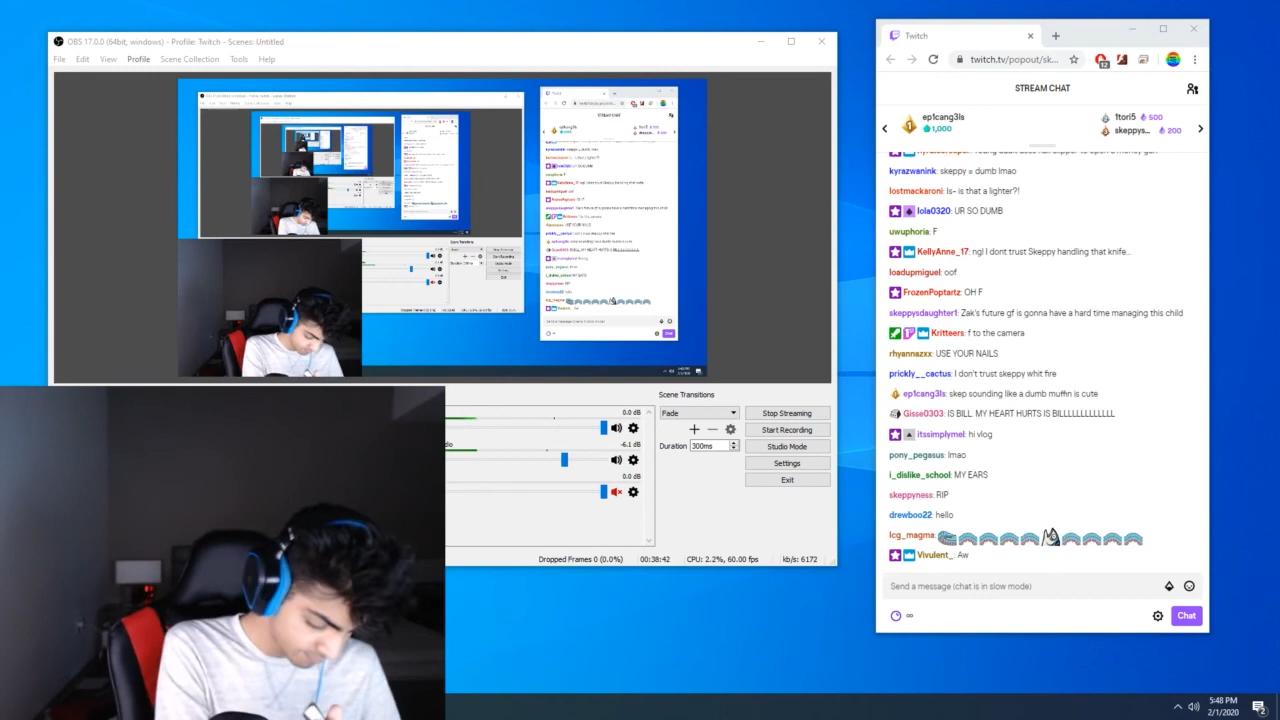 OBS 17.0.0 (64bit, windows) - Profile: Twitch - Scenes: Untitled
File Edit View Profile Scene Collection Tools Help
Scene Transitions
0.0 dB
Fade
Stop Streaming
Start Recording
dio -6.1 dB
Duration 300ms
Studio Mode
Settings
0.0 dB
Exit
Dropped Frames 0 (0.0%) 00:38:42 CPU: 2.2%, 60.00 fps kb/s: 6172
Twitch
twitch.tv/popout/sk...
12
STREAM CHAT
ep1cang3ls
1,000
1tori5 500
skeppys... 200
kyrazwanink: skeppy = dumb lmao
lostmackaroni: Is- is that a lighter?!
lola0320: UR SO DUMB
uwuphoria: F
KellyAnne_17: ngl I dont trust Skeppy handling that knife...
loadupmiguel: oof
FrozenPoptartz: OH F
skeppysdaughter1: Zak's future gf is gonna have a hard time managing this child
Kritteers: f to the camera
rhyannazxx: USE YOUR NAILS
prickly__cactus: I don't trust skeppy whit fire
ep1cang3ls: skep sounding like a dumb muffin is cute
Gisse0303: IS BILL. MY HEART HURTS IS BILLLLLLLLLLLLL
itssimplymel: hi vlog
pony_pegasus: lmao
i_dislike_school: MY EARS
skeppyness: RIP
drewboo22: hello
lcg_magma:
Vivulent_: Aw
Send a message (chat is in slow mode)
Chat
5:48 PM
2/1/2020
2